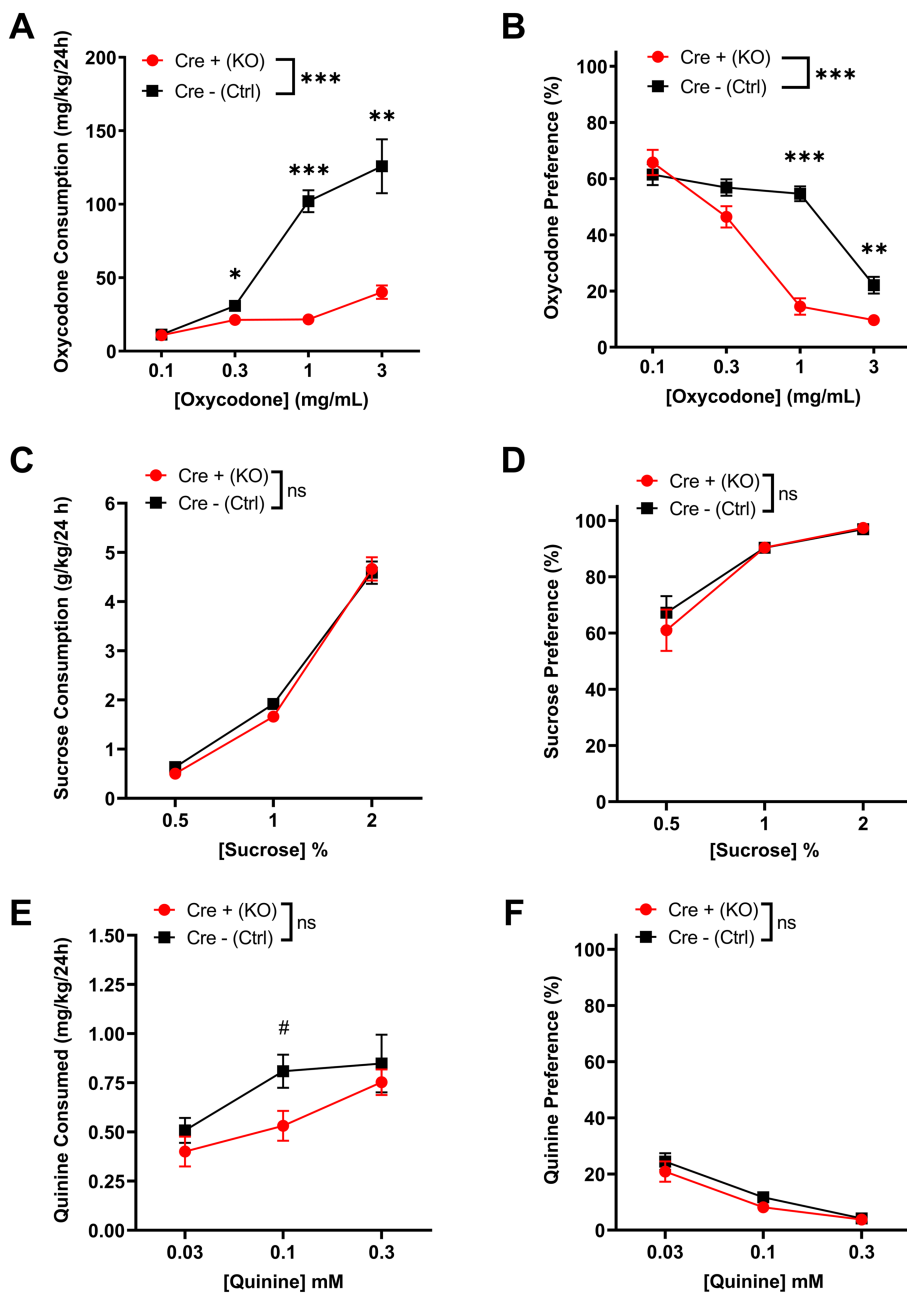 A
Cre + (KO)
Cre - (Ctrl)
***
Oxycodone Consumption (mg/kg/24h)
200
150
100
50
0
*
***
**
0.1 0.3 1 3
[Oxycodone] (mg/mL)
B
Cre + (KO)
Cre - (Ctrl)
***
Oxycodone Preference (%)
100
80
60
40
20
0
***
**
0.1 0.3 1 3
[Oxycodone] (mg/mL)
C
Cre + (KO)
Cre - (Ctrl)
ns
Sucrose Consumption (g/kg/24 h)
6
5
4
3
2
1
0
0.5 1 2
[Sucrose] %
D
Cre + (KO)
Cre - (Ctrl)
ns
Sucrose Preference (%)
100
80
60
40
20
0
0.5 1 2
[Sucrose] %
E
Cre + (KO)
Cre - (Ctrl)
ns
Quinine Consumed (mg/kg/24h)
1.50
1.25
1.00
0.75
0.50
0.25
0.00
#
0.03 0.1 0.3
[Quinine] mM
F
Cre + (KO)
Cre - (Ctrl)
ns
Quinine Preference (%)
100
80
60
40
20
0
0.03 0.1 0.3
[Quinine] mM